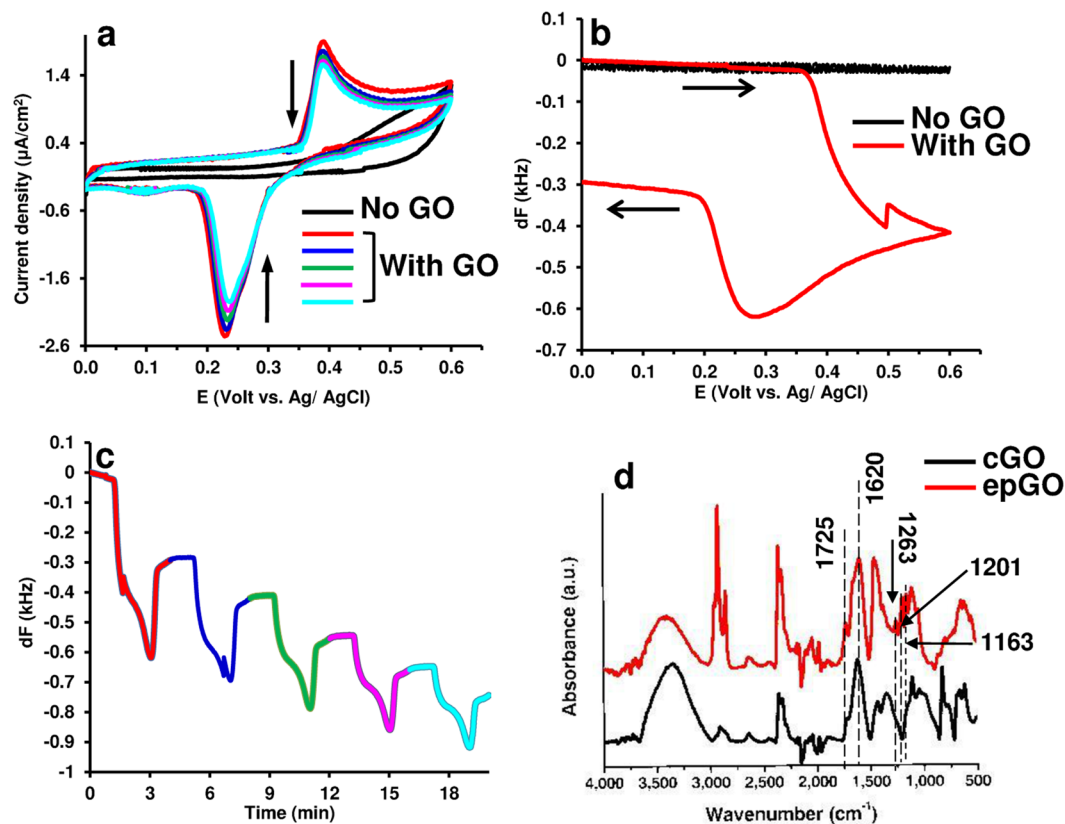 a
1.4
0.4
-0.6
-1.6
-2.6
Current density (µA/cm²)
No GO
With GO
0.0 0.1 0.2 0.3 0.4 0.5 0.6
E (Volt vs. Ag/ AgCl)
b
0.1
0
-0.1
-0.2
-0.3
-0.4
-0.5
-0.6
-0.7
dF (kHz)
No GO
With GO
0.0 0.1 0.2 0.3 0.4 0.5 0.6
E (Volt vs. Ag/ AgCl)
c
0.1
0
-0.1
-0.2
-0.3
-0.4
-0.5
-0.6
-0.7
-0.8
-0.9
-1
dF (kHz)
0 3 6 9 12 15 18
Time (min)
d
cGO
epGO
1725
1620
1263
1201
1163
Absorbance (a.u.)
4,000 3,500 3,000 2,500 2,000 1,500 1,000 500
Wavenumber (cm⁻¹)